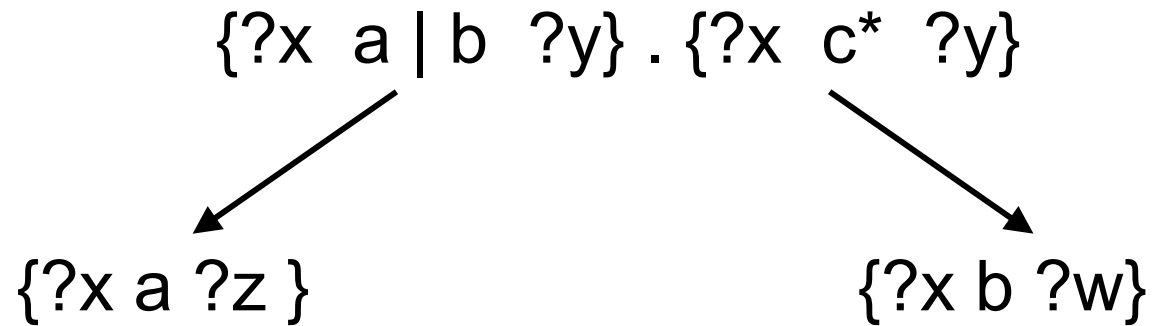 {?x a | b ?y} . {?x c* ?y}
{?x a ?z }
{?x b ?w}